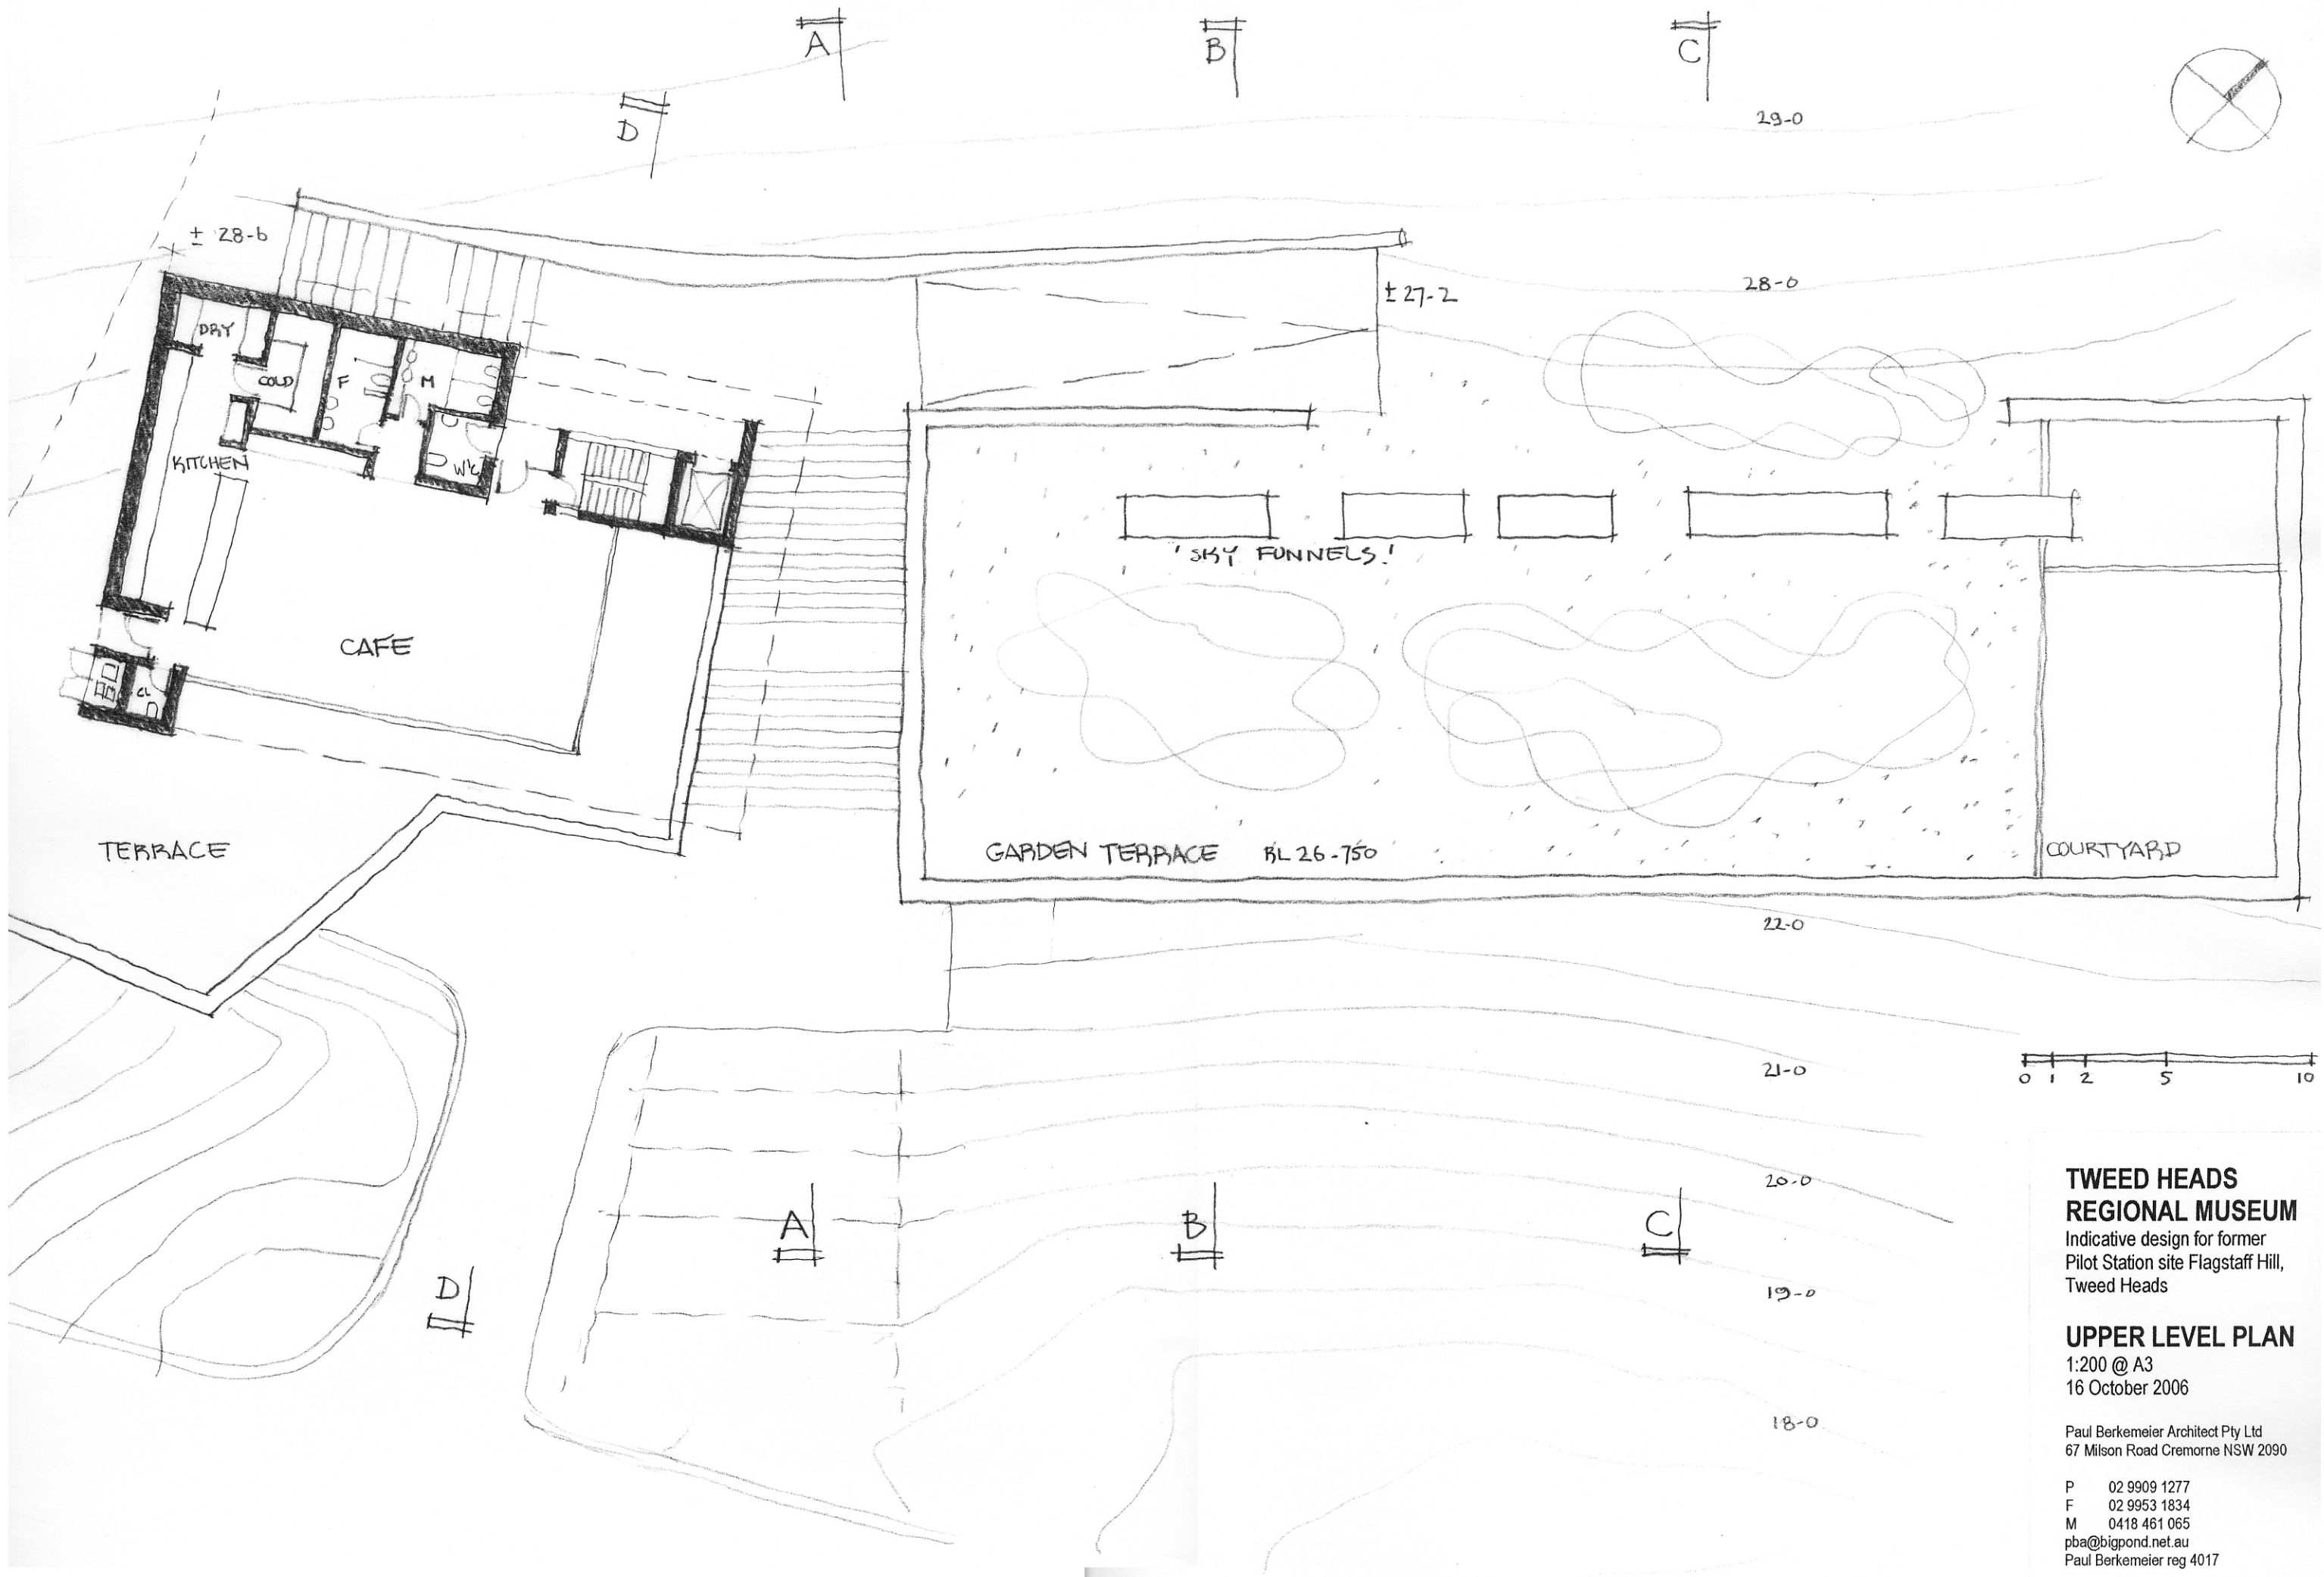 A
B
C
D
29-0
± 28-6
28-0
± 27-2
DRY
COLD
F
M
W/C
KITCHEN
'SKY FUNNELS'
CAFE
CL
TERRACE
GARDEN TERRACE RL 26-750
COURTYARD
22-0
21-0
0 1 2 5 10
20-0
A
B
C
D
19-0
18-0
TWEED HEADS
REGIONAL MUSEUM
Indicative design for former
Pilot Station site Flagstaff Hill,
Tweed Heads
UPPER LEVEL PLAN
1:200 @ A3
16 October 2006
Paul Berkemeier Architect Pty Ltd
67 Milson Road Cremorne NSW 2090
P 02 9909 1277
F 02 9953 1834
M 0418 461 065
pba@bigpond.net.au
Paul Berkemeier reg 4017